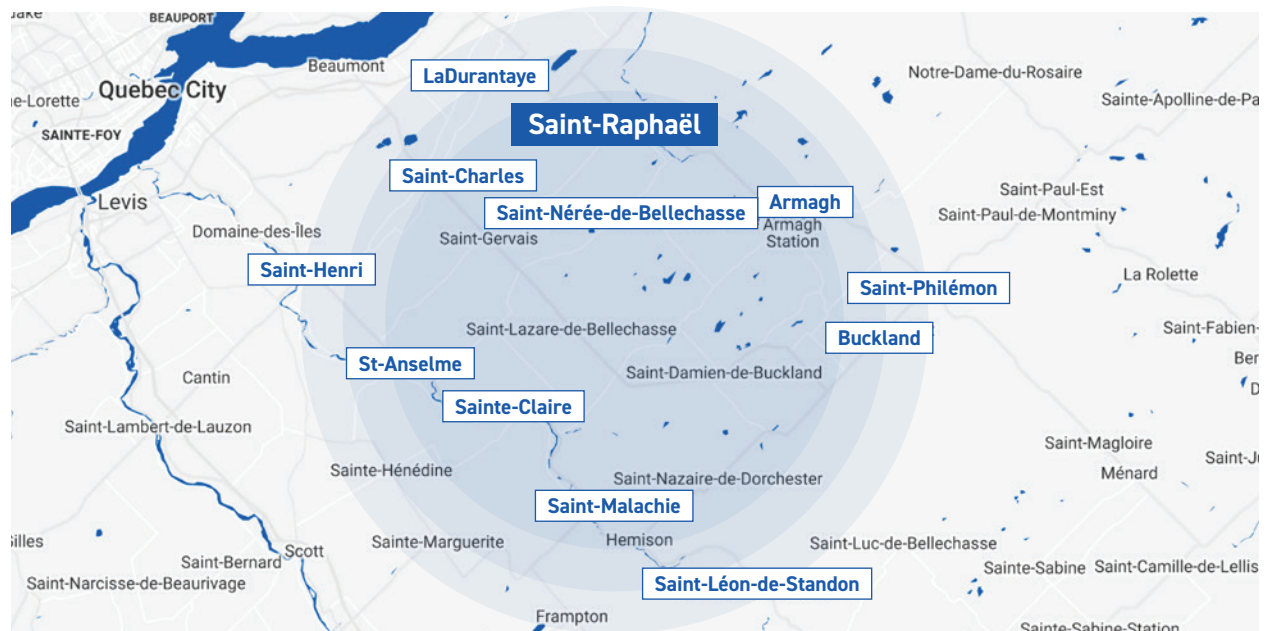 BEAUPORT
Beaumont
LaDurantaye
Notre-Dame-du-Rosaire
Quebec City
Sainte-Apolline-de-Pa
ne-Lorette
SAINTE-FOY
Saint-Raphaël
Saint-Charles
Saint-Paul-Est
Levis
Saint-Nérée-de-Bellechasse
Armagh
Saint-Paul-de-Montminy
Armagh
Station
Domaine-des-Îles
Saint-Gervais
Saint-Henri
La Rolette
Saint-Philémon
Saint-Lazare-de-Bellechasse
Saint-Fabien-
Buckland
Ber
St-Anselme
Cantin
Saint-Damien-de-Buckland
D
Sainte-Claire
Saint-Lambert-de-Lauzon
Saint-Magloire
Saint-Ju
Sainte-Hénédine
Ménard
Saint-Nazaire-de-Dorchester
Saint-Malachie
illes
Sainte-Marguerite
Hemison
Saint-Luc-de-Bellechasse
Scott
Saint-Bernard
Sainte-Sabine
Saint-Camille-de-Lellis
Saint-Narcisse-de-Beaurivage
Saint-Léon-de-Standon
Frampton
Sainte-Sabine-Station